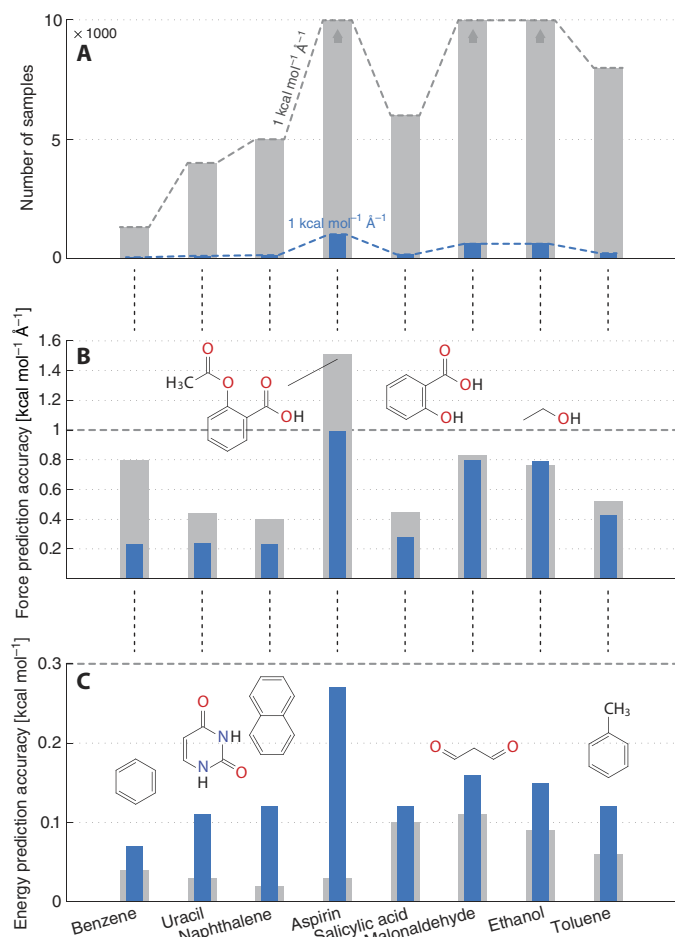 × 1000
A
10
5
0
Number of samples
1 kcal mol⁻¹ Å⁻¹
1 kcal mol⁻¹ Å⁻¹
B
1.6
1.4
1.2
1
0.8
0.6
0.4
0.2
Force prediction accuracy [kcal mol⁻¹ Å⁻¹]
O
H₃C
O
O
OH
O
OH
OH
OH
C
0.3
0.2
0.1
0
Energy prediction accuracy [kcal mol⁻¹]
O
NH
N
O
H
O
O
CH₃
Benzene
Uracil
Naphthalene
Aspirin
Salicylic acid
Malonaldehyde
Ethanol
Toluene